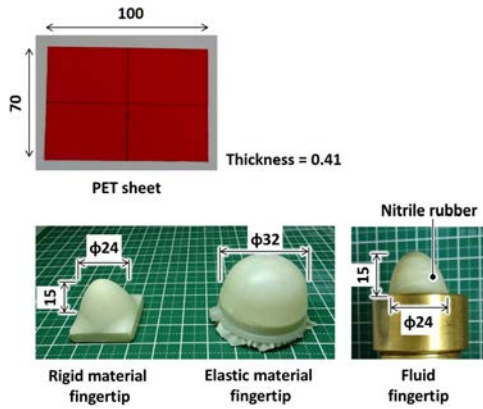 100
70
Thickness = 0.41
PET sheet
Nitrile rubber
ϕ24
ϕ32
15
15
ϕ24
Rigid material
fingertip
Elastic material
fingertip
Fluid
fingertip